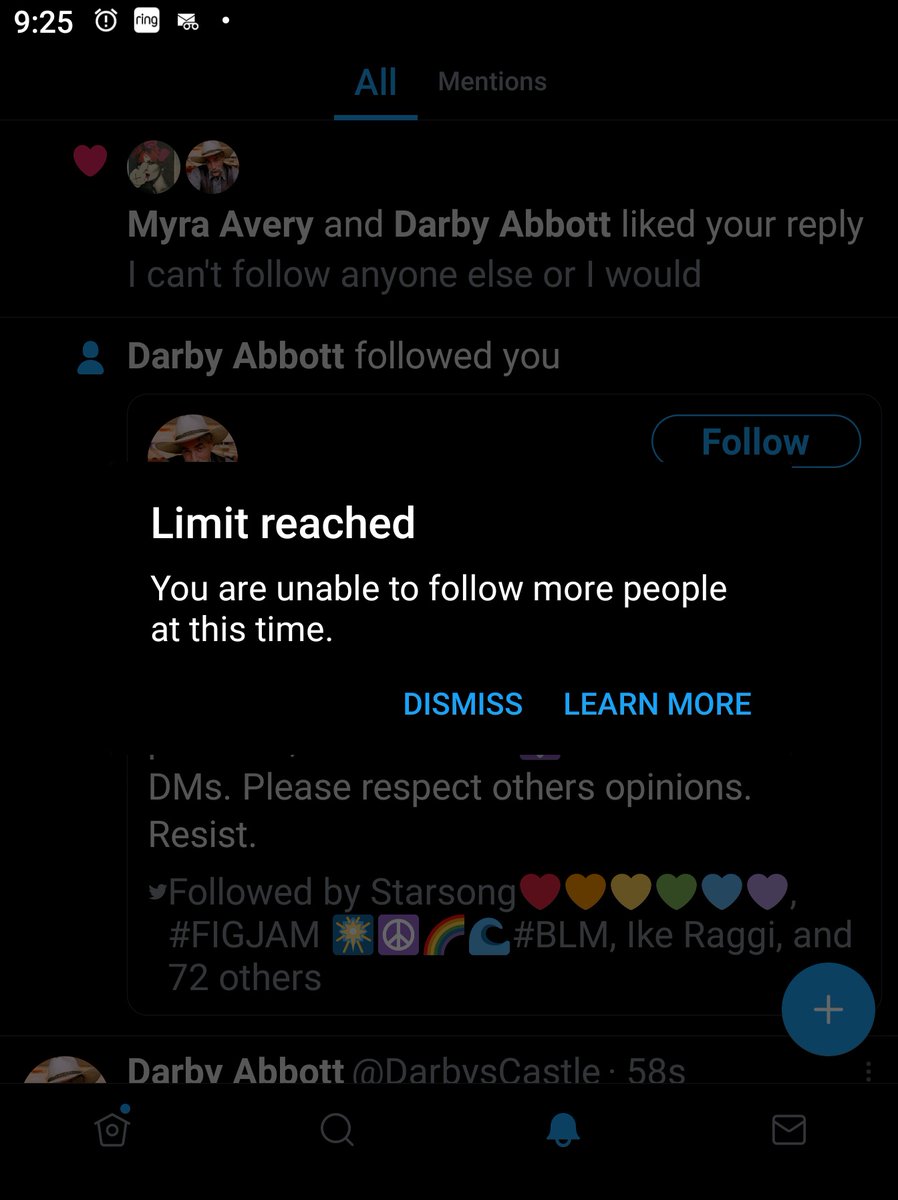 9:25
ring
All Mentions
Myra Avery and Darby Abbott liked your reply
I can't follow anyone else or I would
Darby Abbott followed you
Follow
Limit reached
You are unable to follow more people
at this time.
DISMISS LEARN MORE
DMs. Please respect others opinions.
Resist.
Followed by Starsong❤️🧡💛💚💙💜,
#FIGJAM 🎇☮️🌈🌊#BLM, Ike Raggi, and
72 others
Darby Abbott @DarbysCastle · 58s